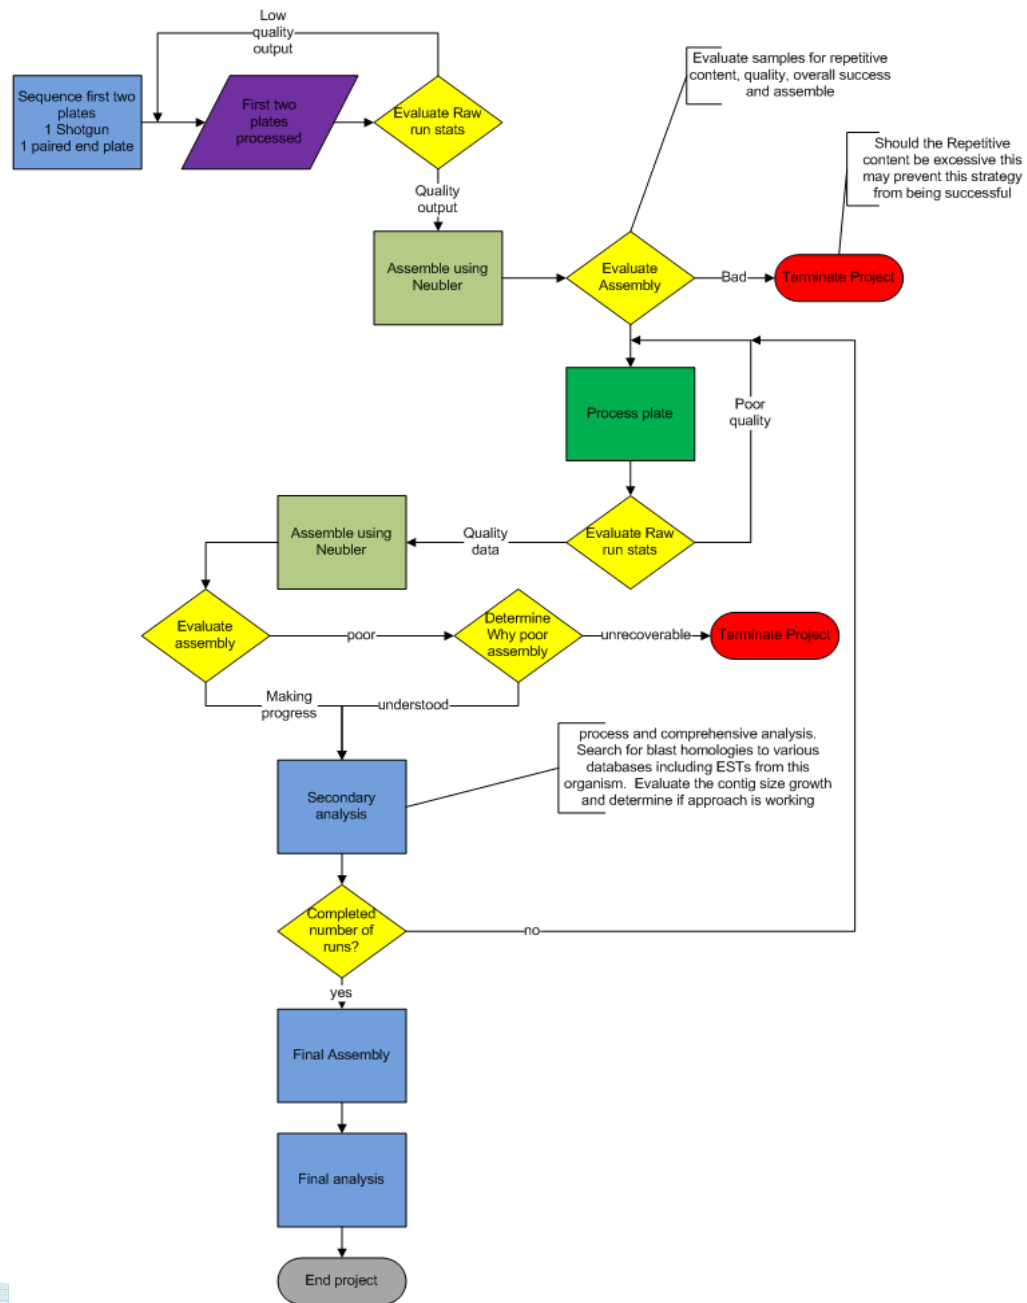 Low
quality
output
Sequence first two
plates
1 Shotgun
1 paired end plate
First two
plates
processed
Evaluate Raw
run stats
Evaluate samples for repetitive
content, quality, overall success
and assemble
Should the Repetitive
content be excessive this
may prevent this strategy
from being successful
Quality
output
Assemble using
Neubler
Evaluate
Assembly
Bad
Terminate Project
Process plate
Poor
quality
Assemble using
Neubler
Quality
data
Evaluate Raw
run stats
Evaluate
assembly
poor
Determine
Why poor
assembly
unrecoverable
Terminate Project
Making
progress
understood
process and comprehensive analysis.
Search for blast homologies to various
databases including ESTs from this
organism. Evaluate the contig size growth
and determine if approach is working
Secondary
analysis
Completed
number of
runs?
no
yes
Final Assembly
Final analysis
End project